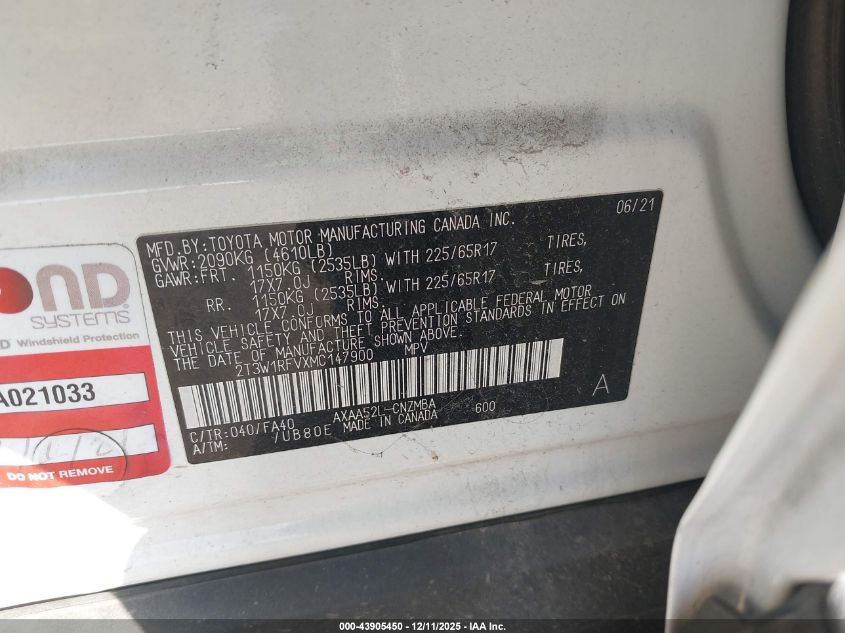 06/21
MFD.BY:TOYOTA MOTOR MANUFACTURING CANADA INC.
GVWR:2090KG (4610LB)
GAWR:FRT. 1150KG (2535LB) WITH 225/65R17 TIRES,
17X7.0J RIMS.
RR. 1150KG (2535LB) WITH 225/65R17 TIRES,
17X7.0J RIMS.
THIS VEHICLE CONFORMS TO ALL APPLICABLE FEDERAL MOTOR
VEHICLE SAFETY AND THEFT PREVENTION STANDARDS IN EFFECT ON
THE DATE OF MANUFACTURE SHOWN ABOVE.
2T3W1RFVXMC147900 MPV
A
C/TR:040/FA40 AXAA52L-CNZMBA 600
A/TM: /UB80E MADE IN CANADA
OND
SYSTEMS
D Windshield Protection
A021033
DO NOT REMOVE
000-43905450 - 12/11/2025 - IAA Inc.